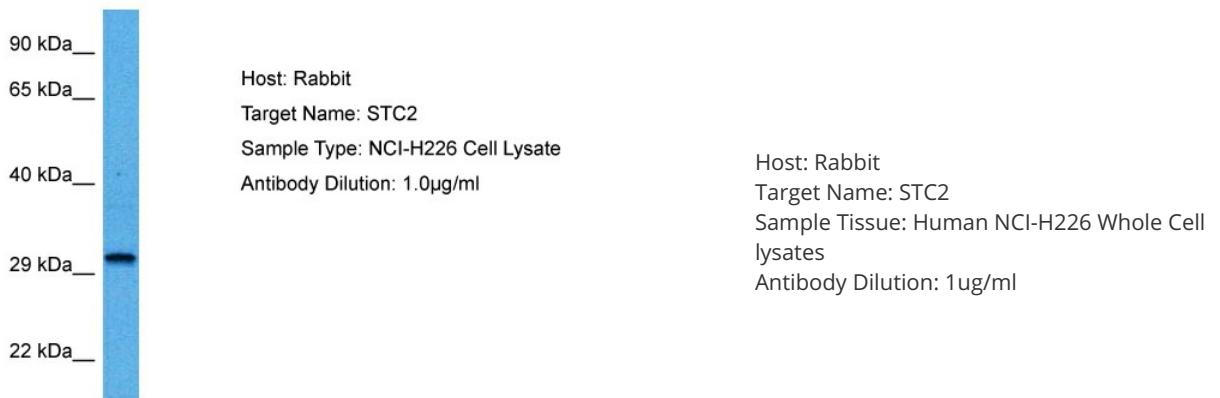 90 kDa__
65 kDa__
40 kDa__
29 kDa__
22 kDa__
Host: Rabbit
Target Name: STC2
Sample Type: NCI-H226 Cell Lysate
Antibody Dilution: 1.0µg/ml
Host: Rabbit
Target Name: STC2
Sample Tissue: Human NCI-H226 Whole Cell
lysates
Antibody Dilution: 1ug/ml